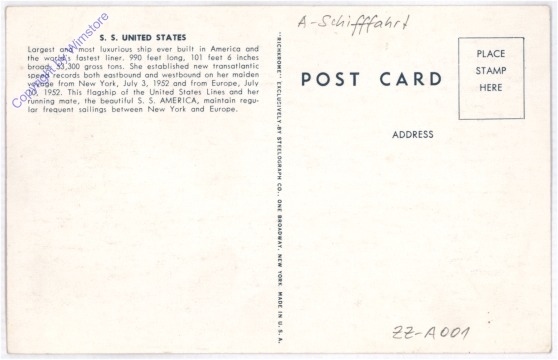 S. S. UNITED STATES
Largest and most luxurious ship ever built in America and
the world's fastest liner. 990 feet long, 101 feet 6 inches
broad, 53,300 gross tons. She established new transatlantic
speed records both eastbound and westbound on her maiden
voyage from New York, July 3, 1952 and from Europe, July
10, 1952. This flagship of the United States Lines and her
running mate, the beautiful S. S. AMERICA, maintain regu-
lar frequent sailings between New York and Europe.
Copyright by Wimstore
"RICHROME" EXCLUSIVELY BY STEELOGRAPH CO., ONE BROADWAY, NEW YORK. MADE IN U. S. A.
A-Schifffahrt
POST CARD
PLACE
STAMP
HERE
ADDRESS
ZZ-A001